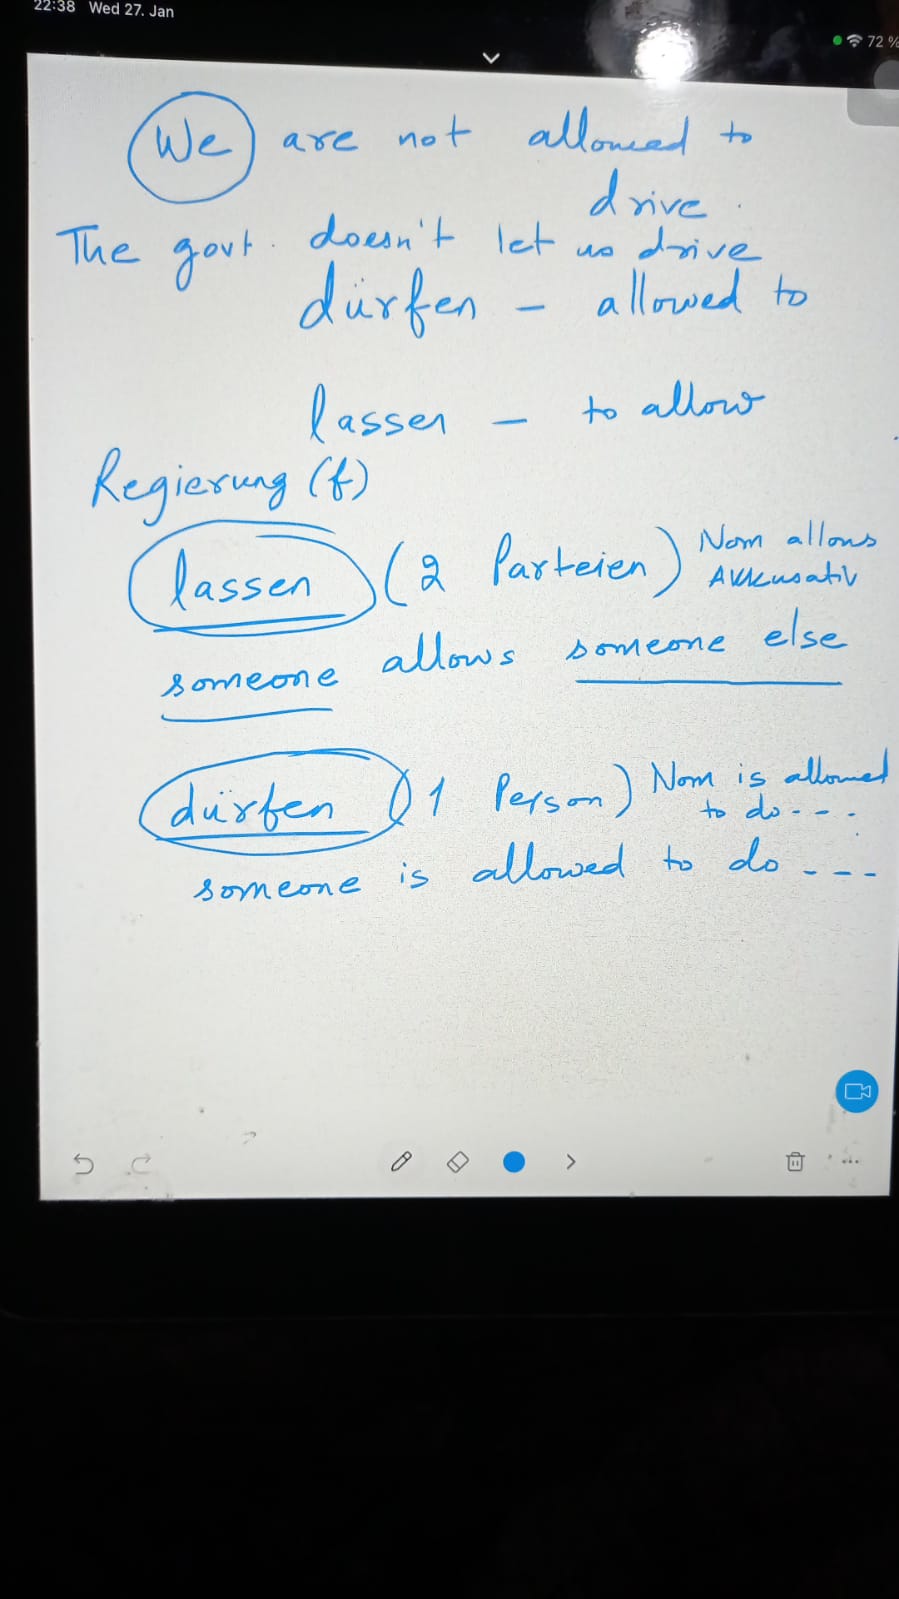 22:38 Wed 27. Jan
72 %
We are not allowed to
drive.
The govt. doesn't let us drive
dürfen - allowed to
lassen - to allow
Regierung (f)
lassen (2 Parteien) Nom allows
Akkusativ
someone allows someone else
dürfen (1 Person) Nom is allowed
to do - - .
someone is allowed to do - - -